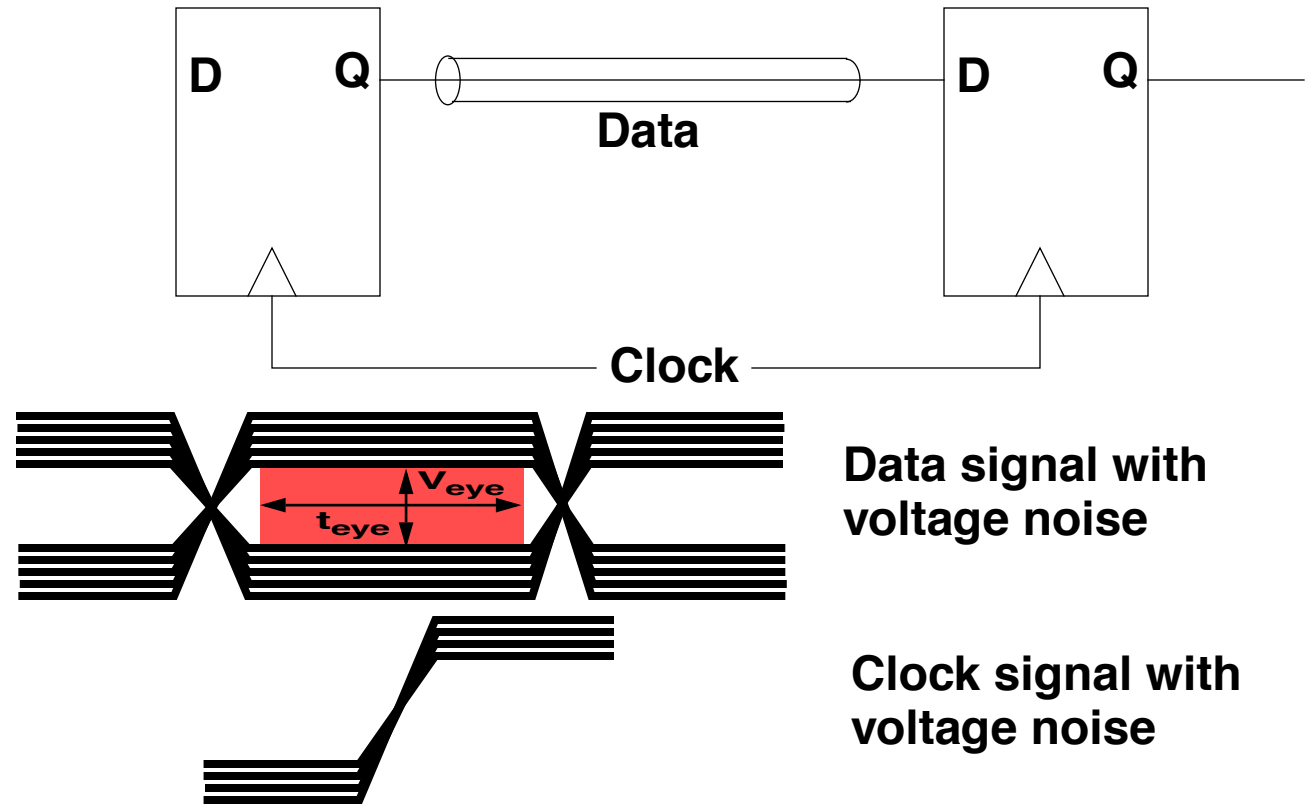 D Q D Q
Data
Clock
Veye
teye
Data signal with
voltage noise
Clock signal with
voltage noise